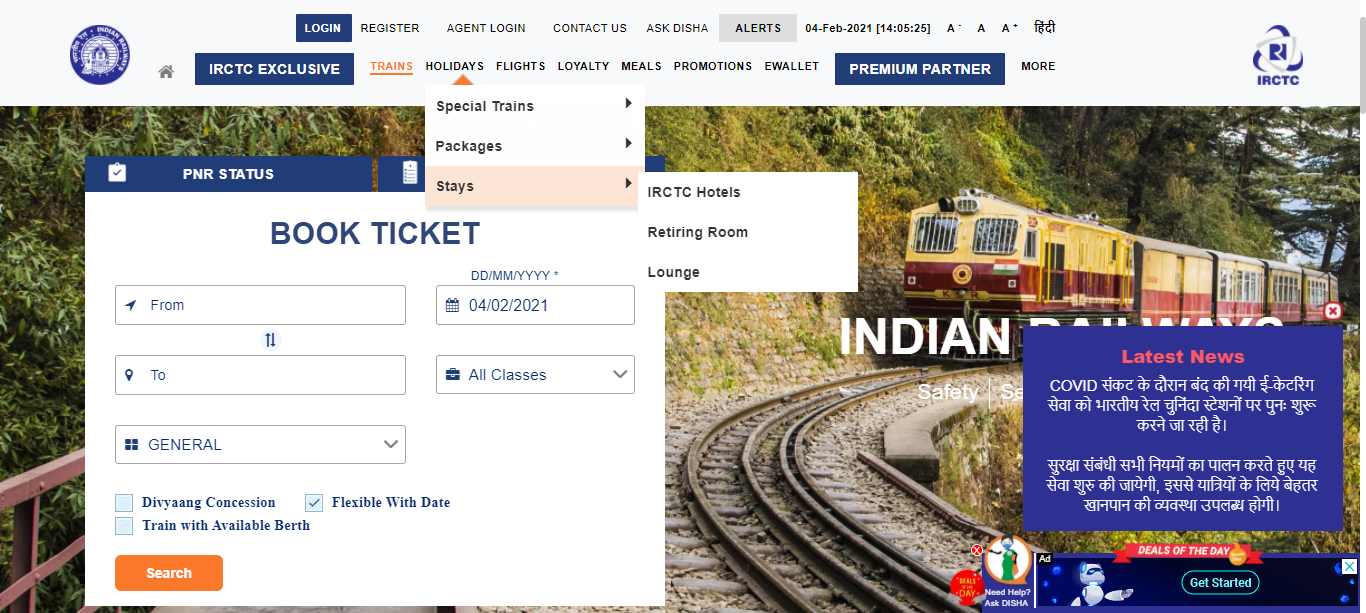 LOGIN REGISTER AGENT LOGIN CONTACT US ASK DISHA ALERTS 04-Feb-2021 [14:05:25] A- A A+ हिंदी
IRCTC EXCLUSIVE TRAINS HOLIDAYS FLIGHTS LOYALTY MEALS PROMOTIONS EWALLET PREMIUM PARTNER MORE
INDIAN RAILWAYS
IRCTC
Special Trains
Packages
Stays
IRCTC Hotels
Retiring Room
Lounge
PNR STATUS
BOOK TICKET
DD/MM/YYYY *
From
04/02/2021
To
All Classes
GENERAL
Divyaang Concession
Flexible With Date
Train with Available Berth
Search
INDIAN RAILWAYS
Safety Se
Latest News
COVID संकट के दौरान बंद की गयी ई-केटरिंग
सेवा को भारतीय रेल चुनिंदा स्टेशनों पर पुनः शुरू
करने जा रही है।
सुरक्षा संबंधी सभी नियमों का पालन करते हुए यह
सेवा शुरु की जायेगी, इससे यात्रियों के लिये बेहतर
खानपान की व्यवस्था उपलब्ध होगी।
DEALS OF THE DAY
Ad
Get Started
DEALS
DAY
Need Help?
Ask DISHA